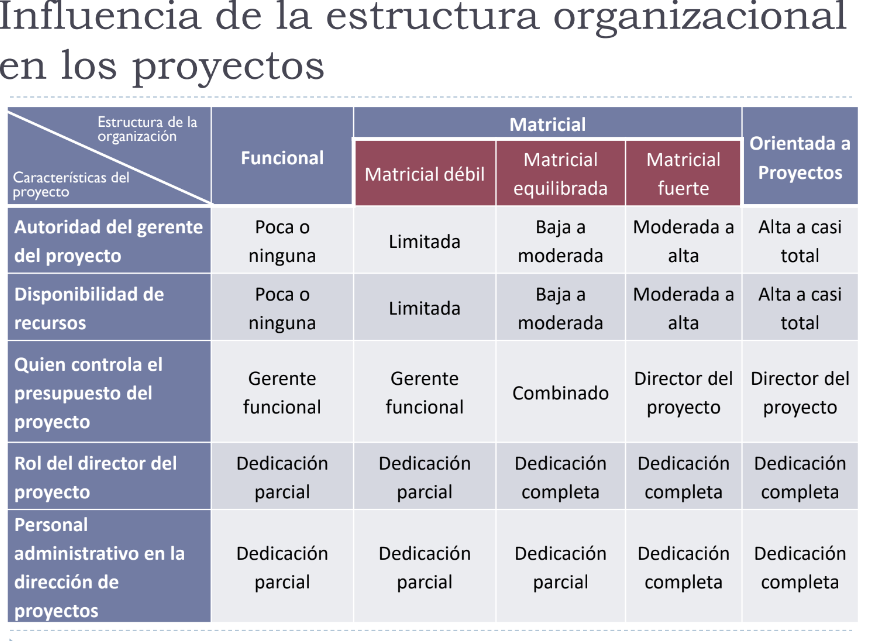 Influencia de la estructura organizacional
en los proyectos
Estructura de la
organización
Características del
proyecto
Funcional
Matricial
Matricial débil
Matricial
equilibrada
Matricial
fuerte
Orientada a
Proyectos
Autoridad del gerente
del proyecto
Poca o
ninguna
Limitada
Baja a
moderada
Moderada a
alta
Alta a casi
total
Disponibilidad de
recursos
Poca o
ninguna
Limitada
Baja a
moderada
Moderada a
alta
Alta a casi
total
Quien controla el
presupuesto del
proyecto
Gerente
funcional
Gerente
funcional
Combinado
Director del
proyecto
Director del
proyecto
Rol del director del
proyecto
Dedicación
parcial
Dedicación
parcial
Dedicación
completa
Dedicación
completa
Dedicación
completa
Personal
administrativo en la
dirección de
proyectos
Dedicación
parcial
Dedicación
parcial
Dedicación
parcial
Dedicación
completa
Dedicación
completa